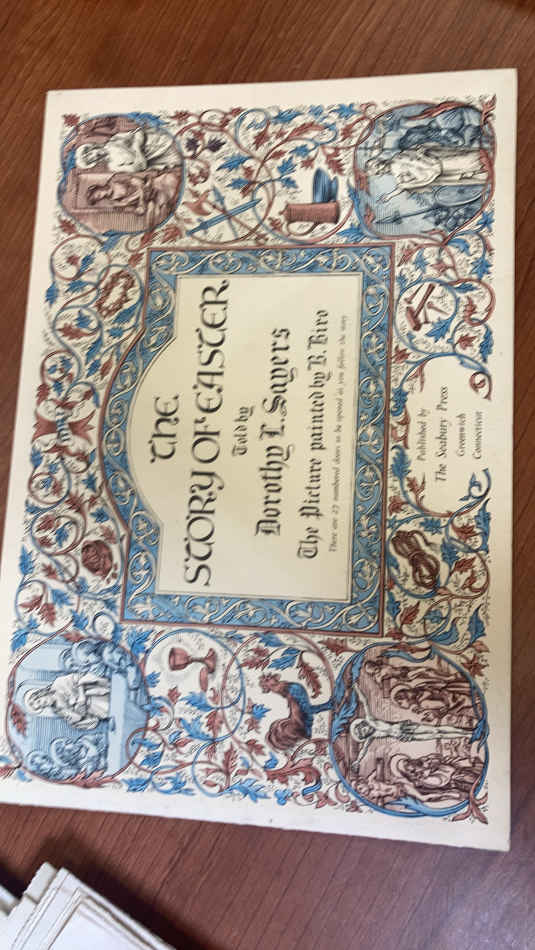 THE
STORY OF EASTER
Told by
Dorothy L. Sayers
The Picture painted by B. Biro
There are 27 numbered doors to be opened as you follow the story
Published by
The Seabury Press
Greenwich
Connecticut